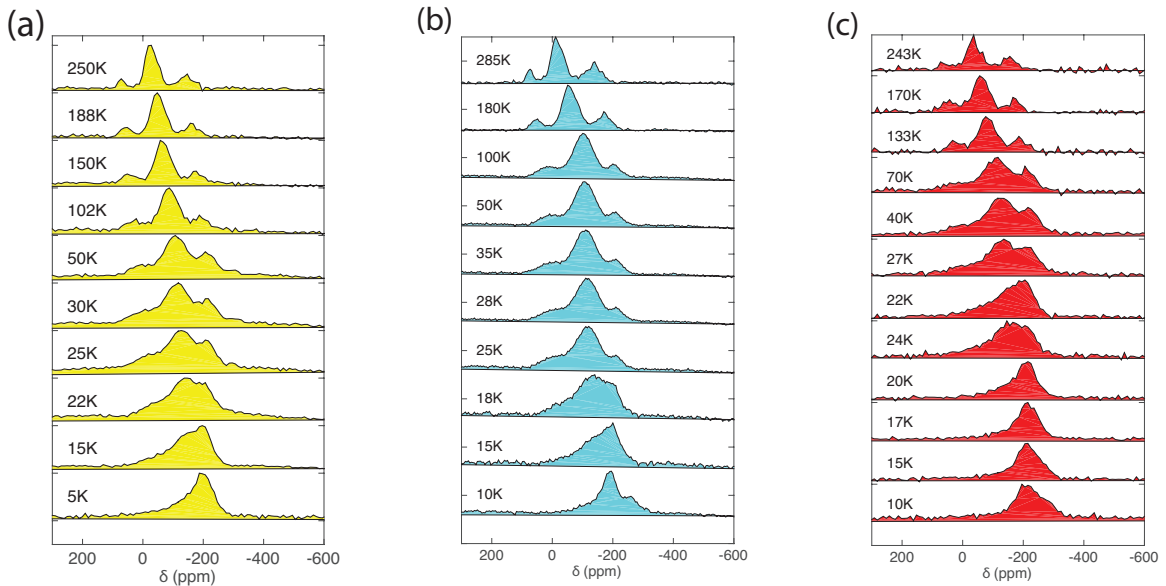 (a)
250K
188K
150K
102K
50K
30K
25K
22K
15K
5K
200 0 -200 -400 -600
δ (ppm)
(b)
285K
180K
100K
50K
35K
28K
25K
18K
15K
10K
200 0 -200 -400 -600
δ (ppm)
(c)
243K
170K
133K
70K
40K
27K
22K
24K
20K
17K
15K
10K
200 0 -200 -400 -600
δ (ppm)